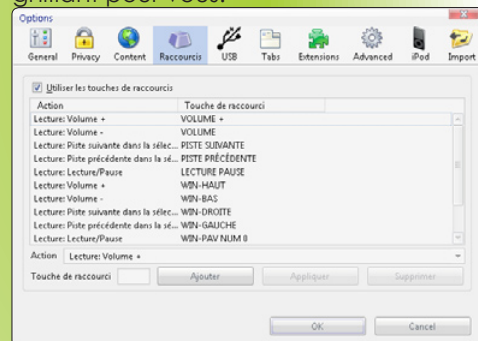 grillant pour vous.
Options
General Privacy Content Raccourcis USB Tabs Extensions Advanced iPod Import
Utiliser les touches de raccourcis
Action Touche de raccourci
Lecture: Volume + VOLUME +
Lecture: Volume - VOLUME
Lecture: Piste suivante dans la sélec... PISTE SUIVANTE
Lecture: Piste précédente dans la sé... PISTE PRÉCÉDENTE
Lecture: Lecture/Pause LECTURE PAUSE
Lecture: Volume + WIN-HAUT
Lecture: Volume - WIN-BAS
Lecture: Piste suivante dans la sélec... WIN-DROITE
Lecture: Piste précédente dans la sé... WIN-GAUCHE
Lecture: Lecture/Pause WIN-PAV NUM 0
Action Lecture: Volume +
Touche de raccourci Ajouter Appliquer Supprimer
OK Cancel